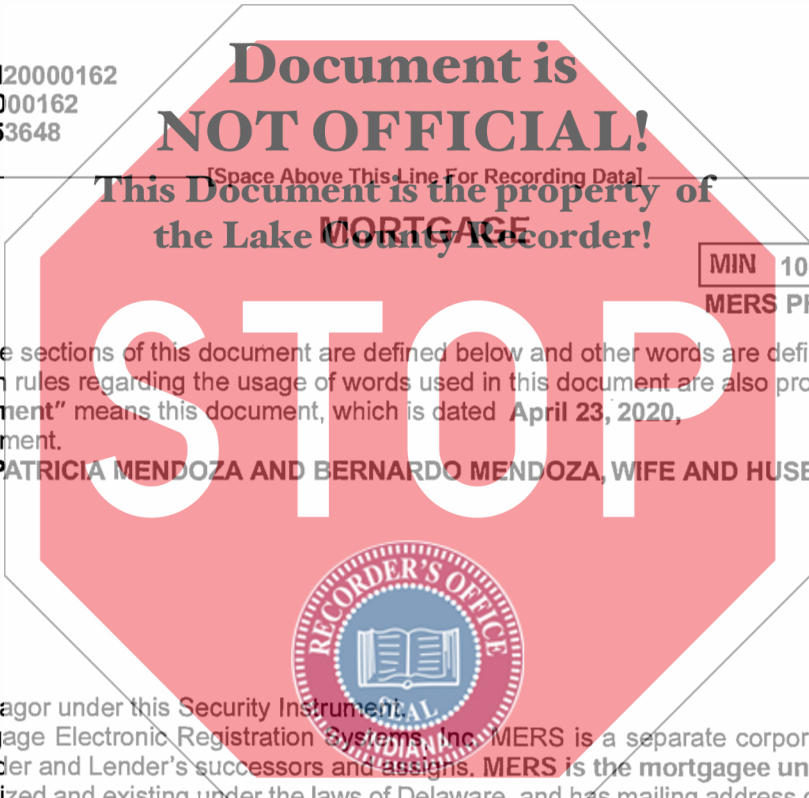 20000162
000162
53648
Document is
NOT OFFICIAL!
[Space Above This Line For Recording Data]
This Document is the property of
MORTGAGE
the Lake County Recorder!
MIN 10
MERS
e sections of this document are defined below and other words are defi
rules regarding the usage of words used in this document are also pro
ment" means this document, which is dated April 23, 2020,
ment.
PATRICIA MENDOZA AND BERNARDO MENDOZA, WIFE AND HUSB
STOP
RECORDER'S OFFICE
SEAL
INDIANA
agor under this Security Instrument.
age Electronic Registration Systems, Inc. MERS is a separate corpor
der and Lender's successors and assigns. MERS is the mortgagee un
ized and existing under the laws of Delaware, and has mailing address